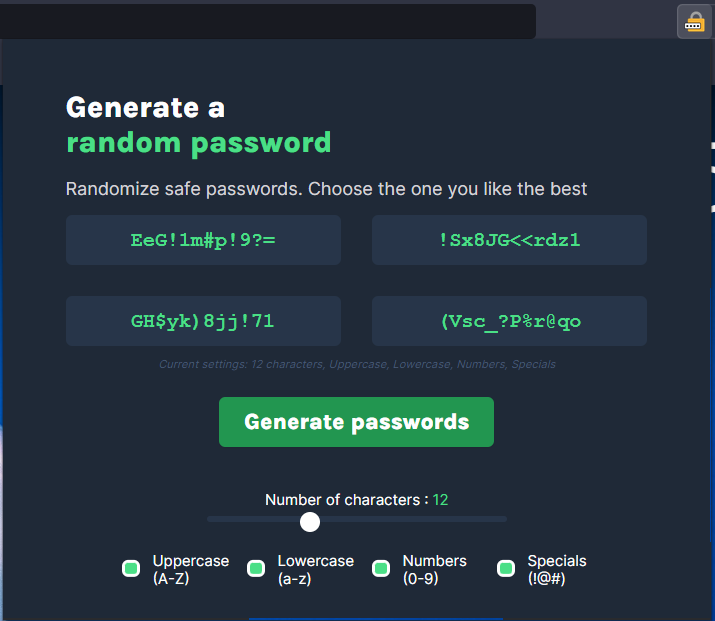 Generate a
random password
Randomize safe passwords. Choose the one you like the best
EeG!1m#p!9?=
!Sx8JG<<rdz1
GH$yk)8jj!71
(Vsc_?P%r@qo
Current settings: 12 characters, Uppercase, Lowercase, Numbers, Specials
Generate passwords
Number of characters : 12
Uppercase
(A-Z)
Lowercase
(a-z)
Numbers
(0-9)
Specials
(!@#)